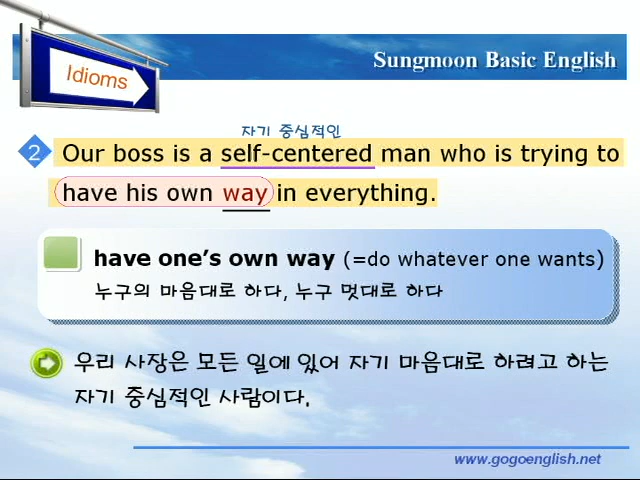 Idioms
Sungmoon Basic English
자기 중심적인
2 Our boss is a self-centered man who is trying to
have his own way in everything.
have one's own way (=do whatever one wants)
누구의 마음대로 하다, 누구 멋대로 하다
우리 사장은 모든 일에 있어 자기 마음대로 하려고 하는
자기 중심적인 사람이다.
www.gogoenglish.net